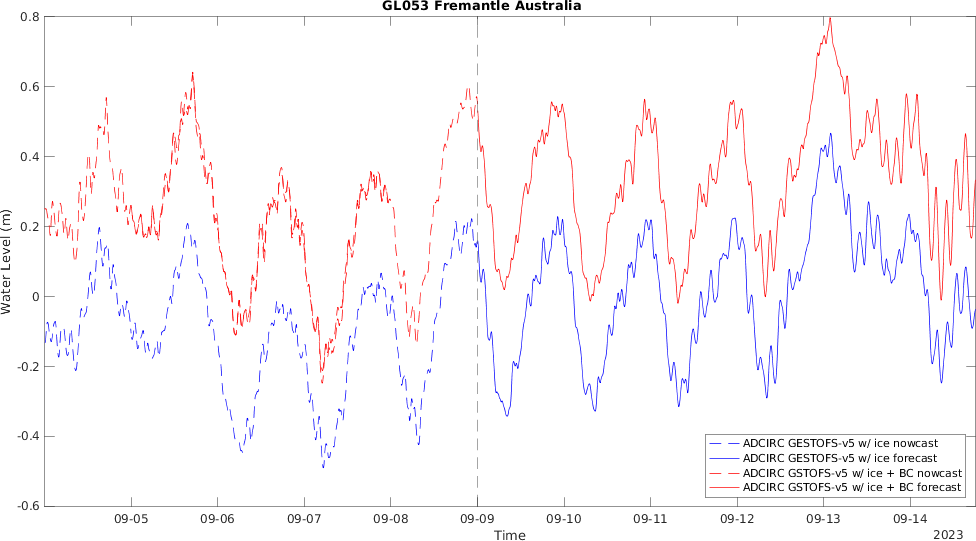 GL053 Fremantle Australia
0.8
0.6
0.4
0.2
0
-0.2
-0.4
-0.6
Water Level (m)
ADCIRC GESTOFS-v5 w/ ice nowcast
ADCIRC GESTOFS-v5 w/ ice forecast
ADCIRC GSTOFS-v5 w/ ice + BC nowcast
ADCIRC GSTOFS-v5 w/ ice + BC forecast
09-05 09-06 09-07 09-08 09-09 09-10 09-11 09-12 09-13 09-14
Time
2023